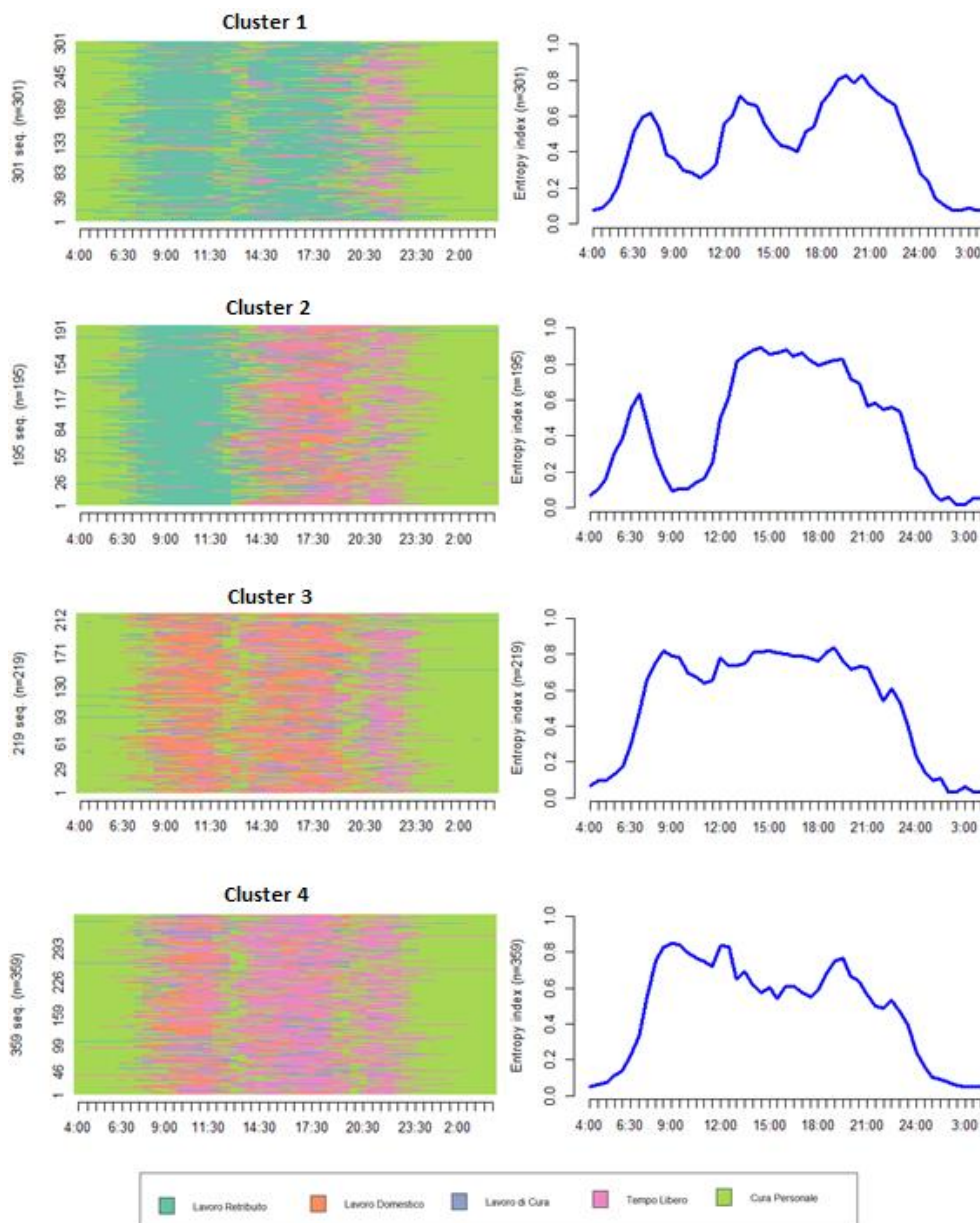 Cluster 1
301 seq. (n=301)
1 39 83 133 189 245 301
4:00 6:30 9:00 11:30 14:30 17:30 20:30 23:30 2:00
Entropy index (n=301)
0.0 0.2 0.4 0.6 0.8 1.0
4:00 6:30 9:00 12:00 15:00 18:00 21:00 24:00 3:00
Cluster 2
195 seq. (n=195)
1 26 55 84 117 154 191
4:00 6:30 9:00 11:30 14:30 17:30 20:30 23:30 2:00
Entropy index (n=195)
0.0 0.2 0.4 0.6 0.8 1.0
4:00 6:30 9:00 12:00 15:00 18:00 21:00 24:00 3:00
Cluster 3
219 seq. (n=219)
1 29 61 93 130 171 212
4:00 6:30 9:00 11:30 14:30 17:30 20:30 23:30 2:00
Entropy index (n=219)
0.0 0.2 0.4 0.6 0.8 1.0
4:00 6:30 9:00 12:00 15:00 18:00 21:00 24:00 3:00
Cluster 4
359 seq. (n=359)
1 46 99 159 226 293
4:00 6:30 9:00 11:30 14:30 17:30 20:30 23:30 2:00
Entropy index (n=359)
0.0 0.2 0.4 0.6 0.8 1.0
4:00 6:30 9:00 12:00 15:00 18:00 21:00 24:00 3:00
Lavoro Retribuito Lavoro Domestico Lavoro di Cura Tempo Libero Cura Personale